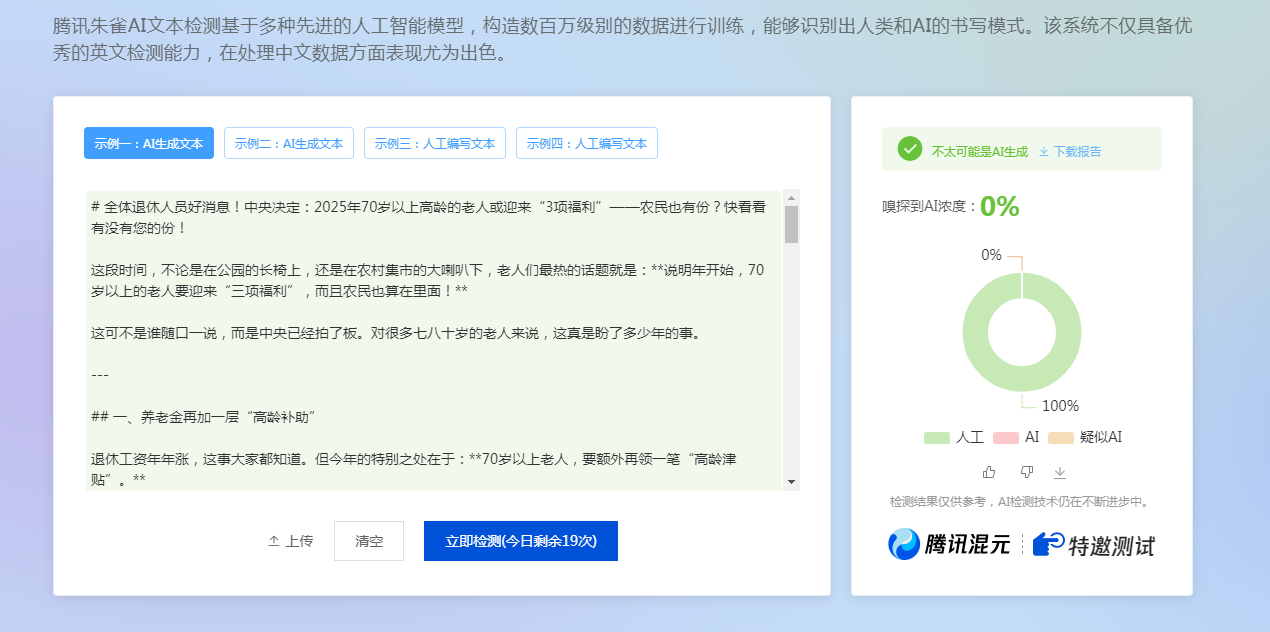 腾讯朱雀AI文本检测基于多种先进的人工智能模型，构造数百万级别的数据进行训练，能够识别出人类和AI的书写模式。该系统不仅具备优
秀的英文检测能力，在处理中文数据方面表现尤为出色。
示例一：AI生成文本
示例二：AI生成文本
示例三：人工编写文本
示例四：人工编写文本
# 全体退休人员好消息！中央决定：2025年70岁以上高龄的老人或迎来“3项福利”——农民也有份？快看看
有没有您的份！
这段时间，不论是在公园的长椅上，还是在农村集市的大喇叭下，老人们最热的话题就是：**说明年开始，70
岁以上的老人要迎来“三项福利”，而且农民也算在里面！**
这可不是谁随口一说，而是中央已经拍了板。对很多七八十岁的老人来说，这真是盼了多少年的事。
---
## 一、养老金再加一层“高龄补助”
退休工资年年涨，这事大家都知道。但今年的特别之处在于：**70岁以上老人，要额外再领一笔“高龄津
贴”。**
上传
清空
立即检测(今日剩余19次)
不太可能是AI生成
下载报告
嗅探到AI浓度：0%
0%
100%
人工
AI
疑似AI
检测结果仅供参考，AI检测技术仍在不断进步中。
腾讯混元
特邀测试